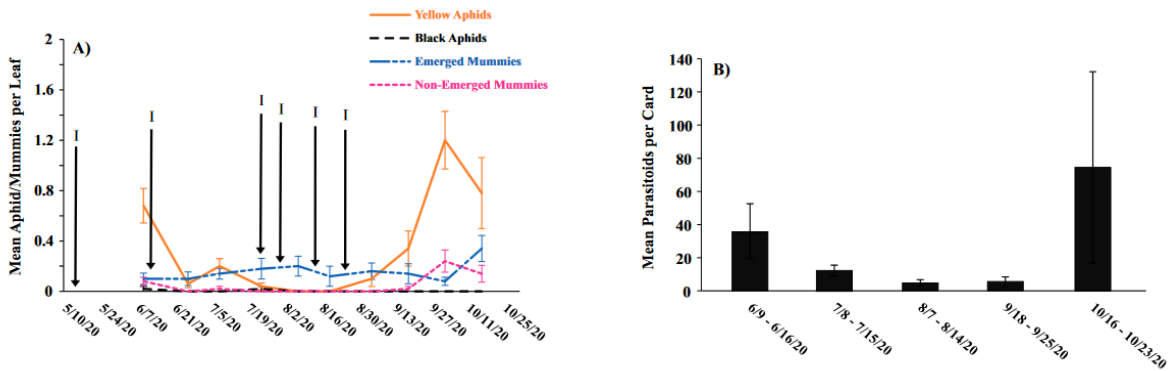 Yellow Aphids
Black Aphids
Emerged Mummies
Non-Emerged Mummies
A)
Mean Aphid/Mummies per Leaf
2
1.6
1.2
0.8
0.4
0
I
I
I
I
I
I
5/10/20
5/24/20
6/7/20
6/21/20
7/5/20
7/19/20
8/2/20
8/16/20
8/30/20
9/13/20
9/27/20
10/11/20
10/25/20
B)
Mean Parasitoids per Card
140
120
100
80
60
40
20
0
6/9 - 6/16/20
7/8 - 7/15/20
8/7 - 8/14/20
9/18 - 9/25/20
10/16 - 10/23/20